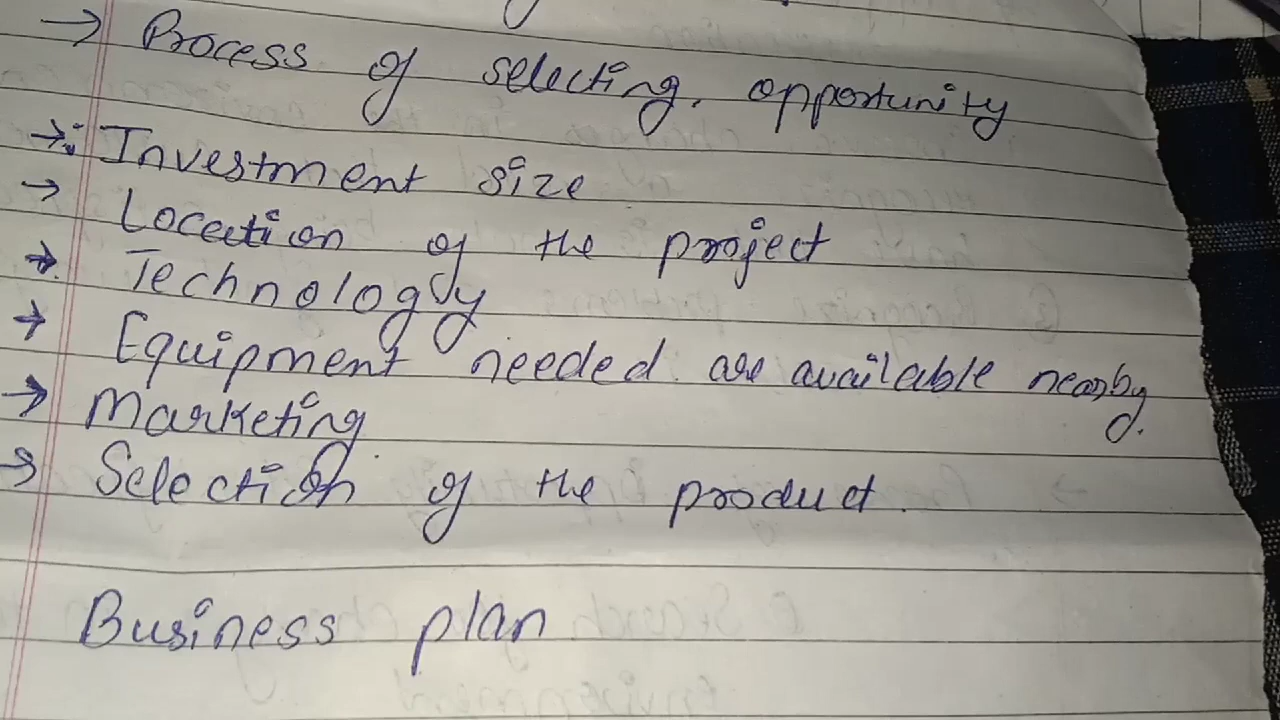 → Process of selecting, opportunity
→ Investment size
→ Location of the project
→ Technology
→ Equipment needed are available nearby.
→ Marketing
→ Selection of the product.
Business plan